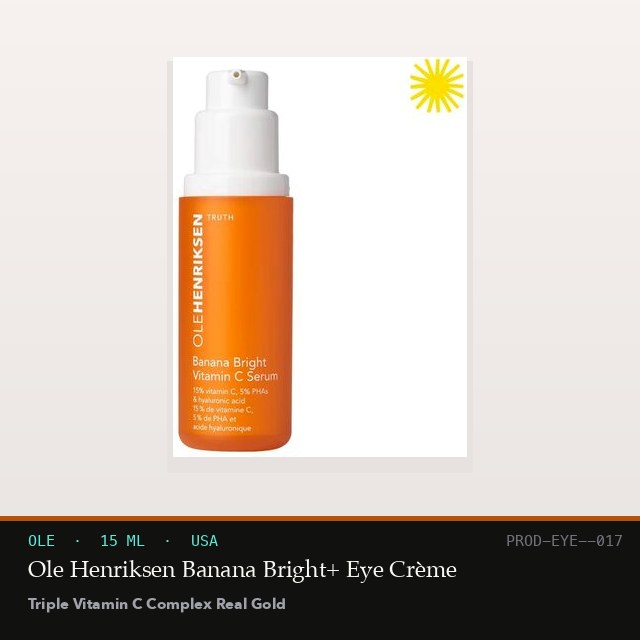 TRUTH
OLEHENRIKSEN
Banana Bright
Vitamin C Serum
15% vitamin C, 5% PHAs
& hyaluronic acid
15 % de vitamine C,
5 % de PHA et
acide hyaluronique
OLE · 15 ML · USA
PROD-EYE--017
Ole Henriksen Banana Bright+ Eye Crème
Triple Vitamin C Complex Real Gold